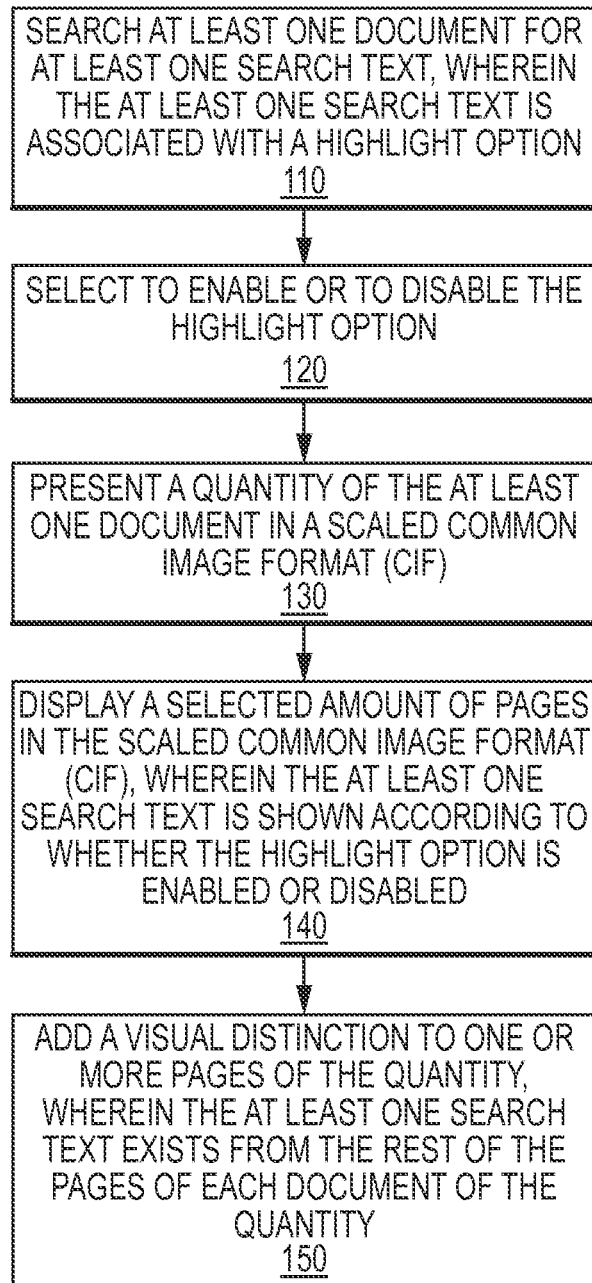 SEARCH AT LEAST ONE DOCUMENT FOR
AT LEAST ONE SEARCH TEXT, WHEREIN
THE AT LEAST ONE SEARCH TEXT IS
ASSOCIATED WITH A HIGHLIGHT OPTION
110
SELECT TO ENABLE OR TO DISABLE THE
HIGHLIGHT OPTION
120
PRESENT A QUANTITY OF THE AT LEAST
ONE DOCUMENT IN A SCALED COMMON
IMAGE FORMAT (CIF)
130
DISPLAY A SELECTED AMOUNT OF PAGES
IN THE SCALED COMMON IMAGE FORMAT
(CIF), WHEREIN THE AT LEAST ONE
SEARCH TEXT IS SHOWN ACCORDING TO
WHETHER THE HIGHLIGHT OPTION IS
ENABLED OR DISABLED
140
ADD A VISUAL DISTINCTION TO ONE OR
MORE PAGES OF THE QUANTITY,
WHEREIN THE AT LEAST ONE SEARCH
TEXT EXISTS FROM THE REST OF THE
PAGES OF EACH DOCUMENT OF THE
QUANTITY
150